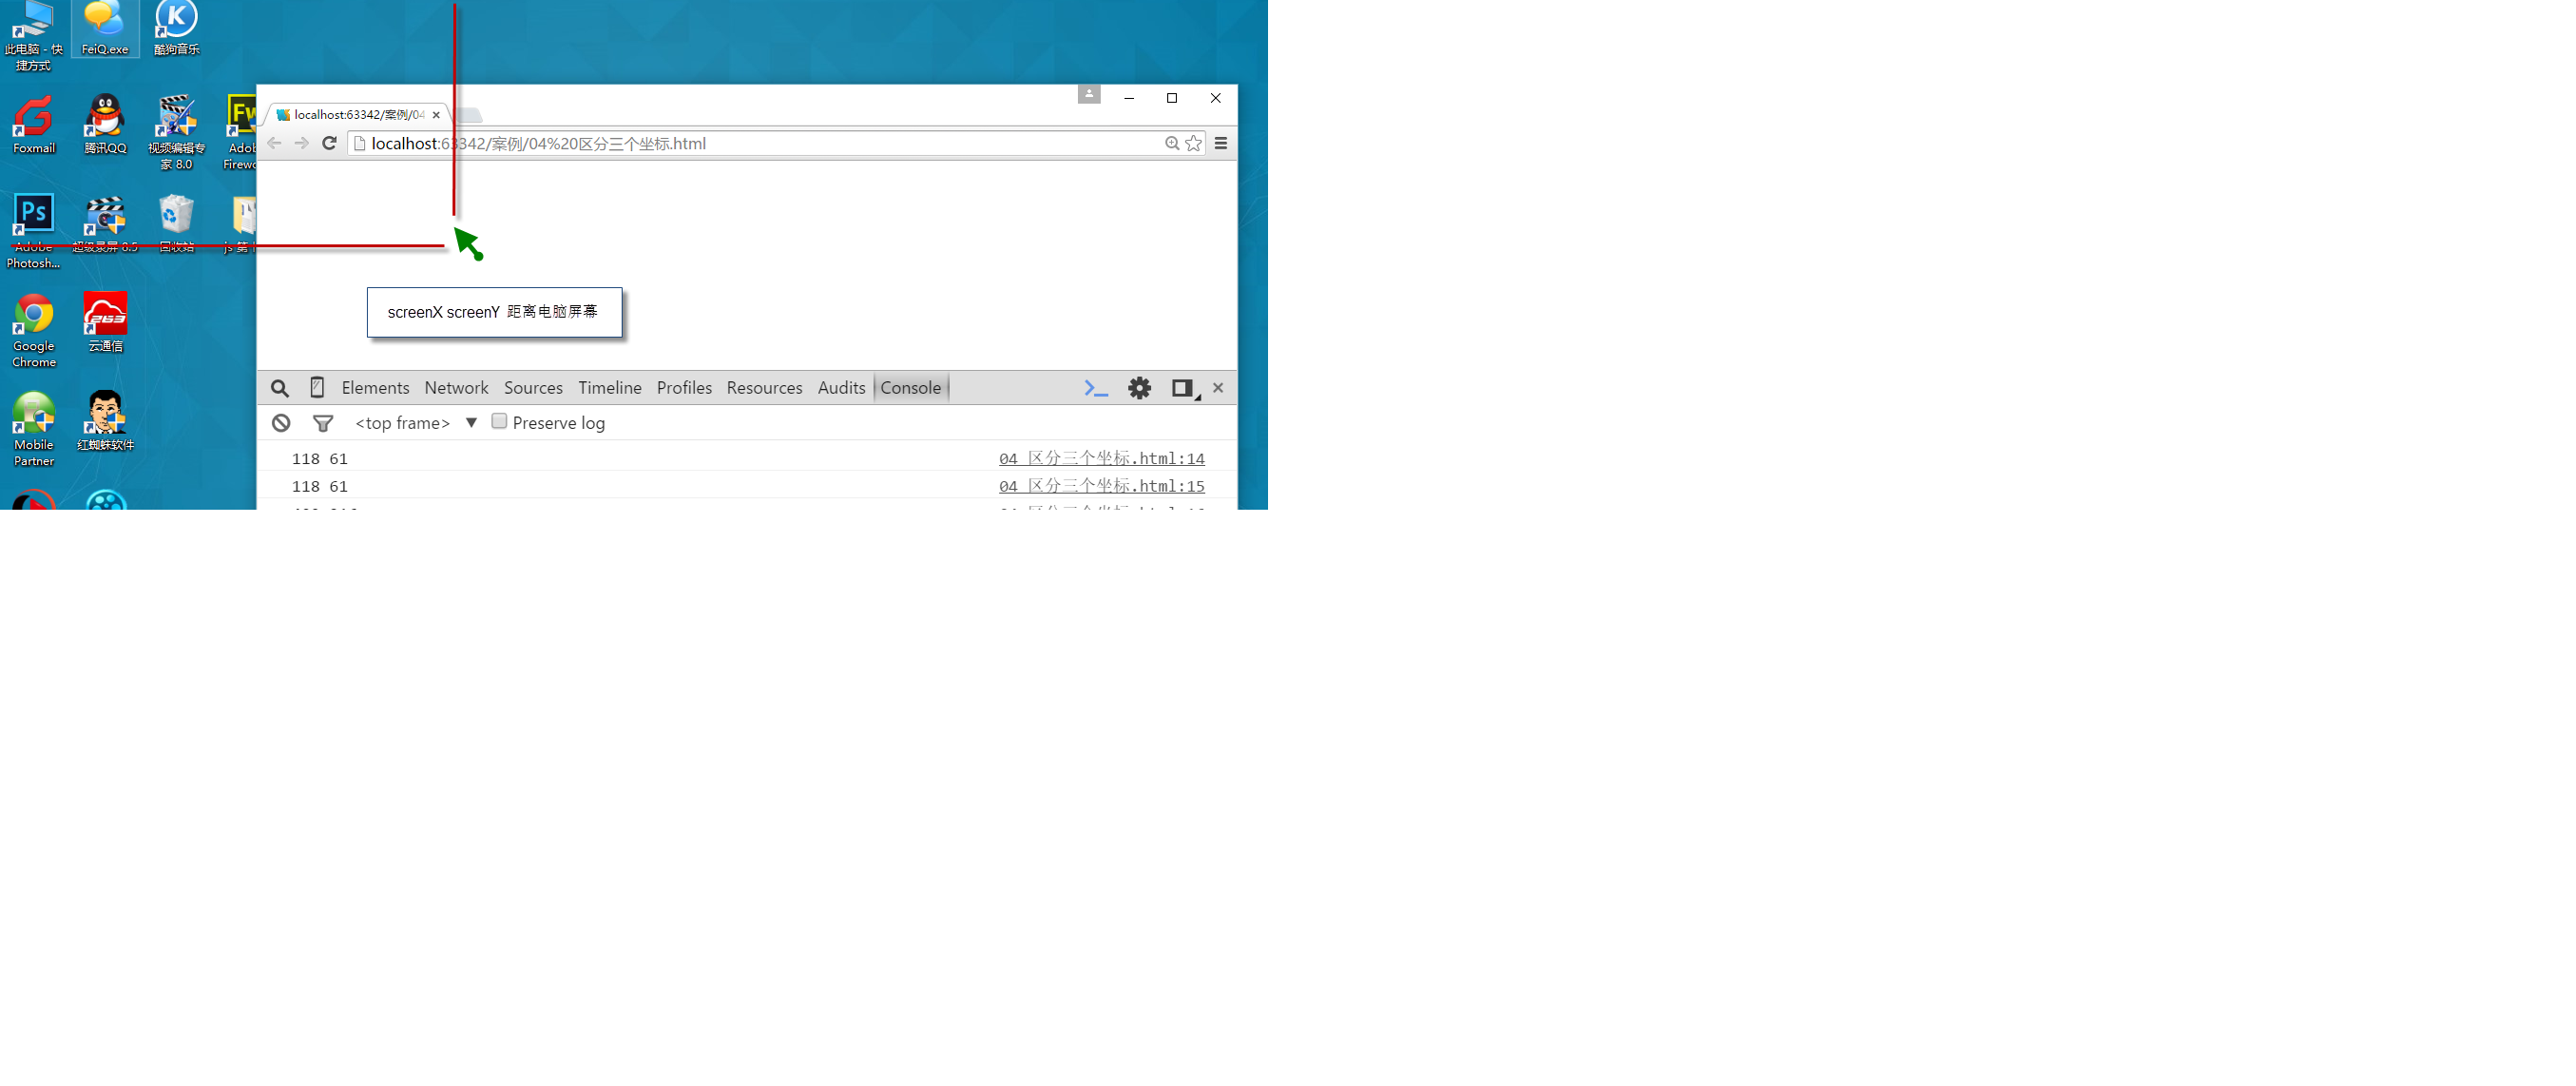 此电脑 - 快
捷方式
FeiQ.exe
酷狗音乐
Foxmail
腾讯QQ
视频编辑专
家 8.0
Adob
Firewo
Ps
Fw
Adobe
Photosh...
超级录屏 8.5
回收站
js 第
Google
Chrome
263
云通信
Mobile
Partner
红蜘蛛软件
localhost:63342/案例/04
localhost:63342/案例/04%20区分三个坐标.html
screenX screenY 距离电脑屏幕
Elements Network Sources Timeline Profiles Resources Audits Console
<top frame> ▼ Preserve log
118 61 04 区分三个坐标.html:14
118 61 04 区分三个坐标.html:15